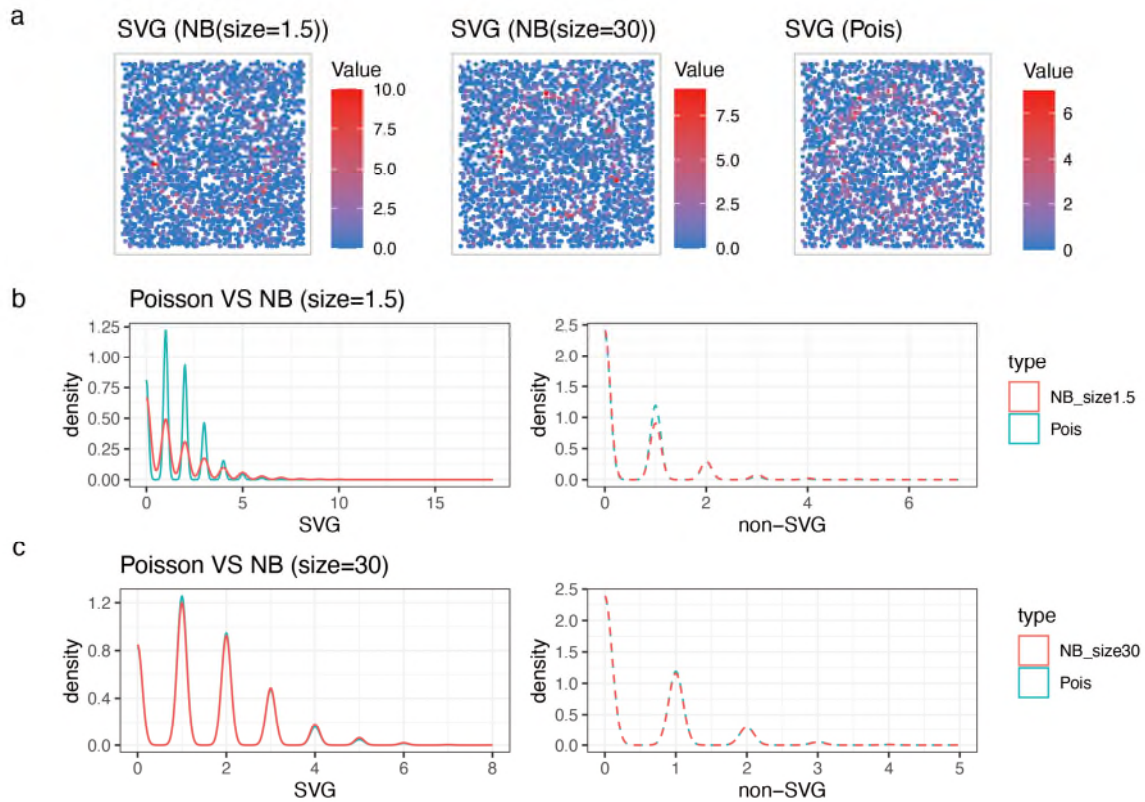 a
SVG (NB(size=1.5))
SVG (NB(size=30))
SVG (Pois)
Value
10.0
7.5
5.0
2.5
0.0
Value
7.5
5.0
2.5
0.0
Value
6
4
2
0
b
Poisson VS NB (size=1.5)
density
1.25
1.00
0.75
0.50
0.25
0.00
0 5 10 15
SVG
density
2.5
2.0
1.5
1.0
0.5
0.0
0 2 4 6
non-SVG
type
NB_size1.5
Pois
c
Poisson VS NB (size=30)
density
1.2
0.8
0.4
0.0
0 2 4 6 8
SVG
density
2.5
2.0
1.5
1.0
0.5
0.0
0 1 2 3 4 5
non-SVG
type
NB_size30
Pois